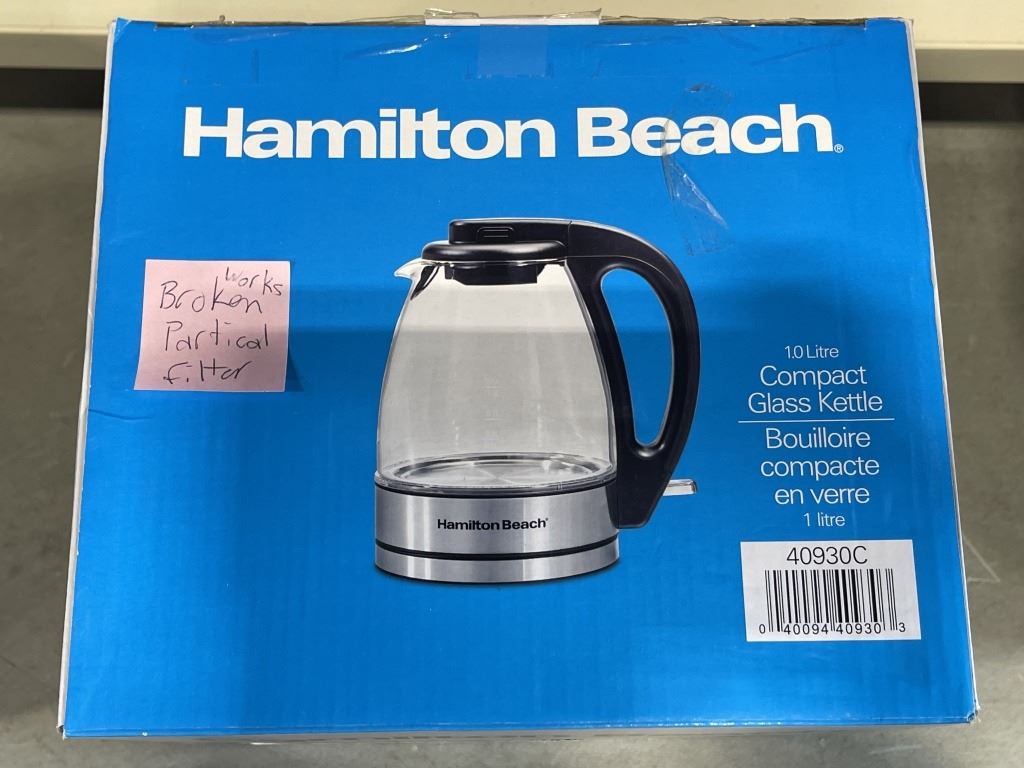 Hamilton Beach®
Works
Broken
Partical
filter
1.0 Litre
Compact
Glass Kettle
Bouilloire
compacte
en verre
1 litre
Hamilton Beach®
40930C
0 40094 40930 3